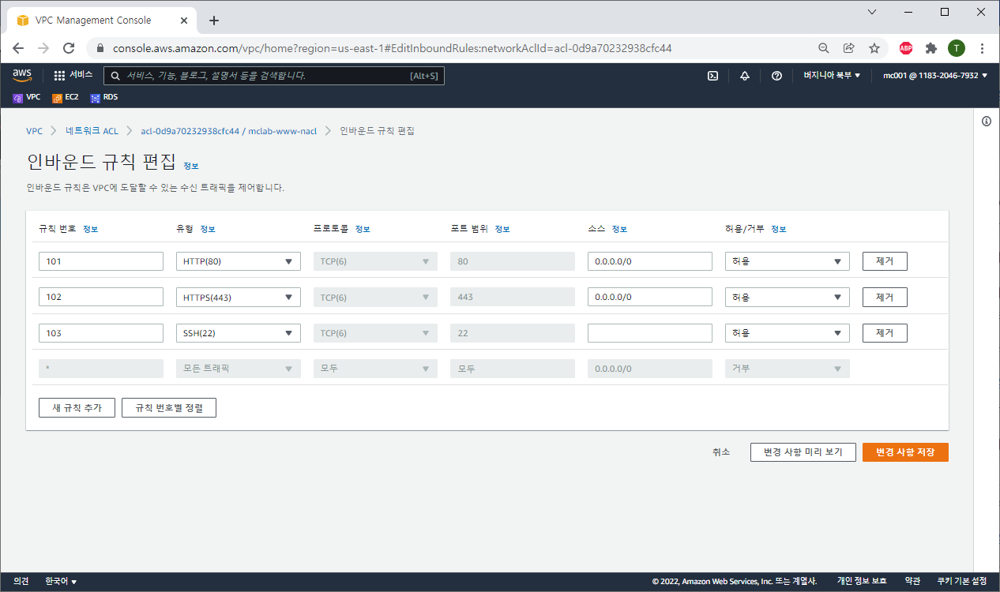 VPC Management Console
console.aws.amazon.com/vpc/home?region=us-east-1#EditInboundRules:networkAclId=acl-0d9a70232938cfc44
ABP
T
aws
서비스
서비스, 기능, 블로그, 설명서 등을 검색합니다. [Alt+S]
버지니아 북부
mc001 @ 1183-2046-7932
VPC EC2 RDS
VPC > 네트워크 ACL > acl-0d9a70232938cfc44 / mclab-www-nacl > 인바운드 규칙 편집
인바운드 규칙 편집 정보
인바운드 규칙은 VPC에 도달할 수 있는 수신 트래픽을 제어합니다.
규칙 번호 정보 유형 정보 프로토콜 정보 포트 범위 정보 소스 정보 허용/거부 정보
101 HTTP(80) TCP(6) 80 0.0.0.0/0 허용 제거
102 HTTPS(443) TCP(6) 443 0.0.0.0/0 허용 제거
103 SSH(22) TCP(6) 22 허용 제거
* 모든 트래픽 모두 모두 0.0.0.0/0 거부
새 규칙 추가 규칙 번호별 정렬
취소 변경 사항 미리 보기 변경 사항 저장
의견 한국어 © 2022, Amazon Web Services, Inc. 또는 계열사. 개인 정보 보호 약관 쿠키 기본 설정